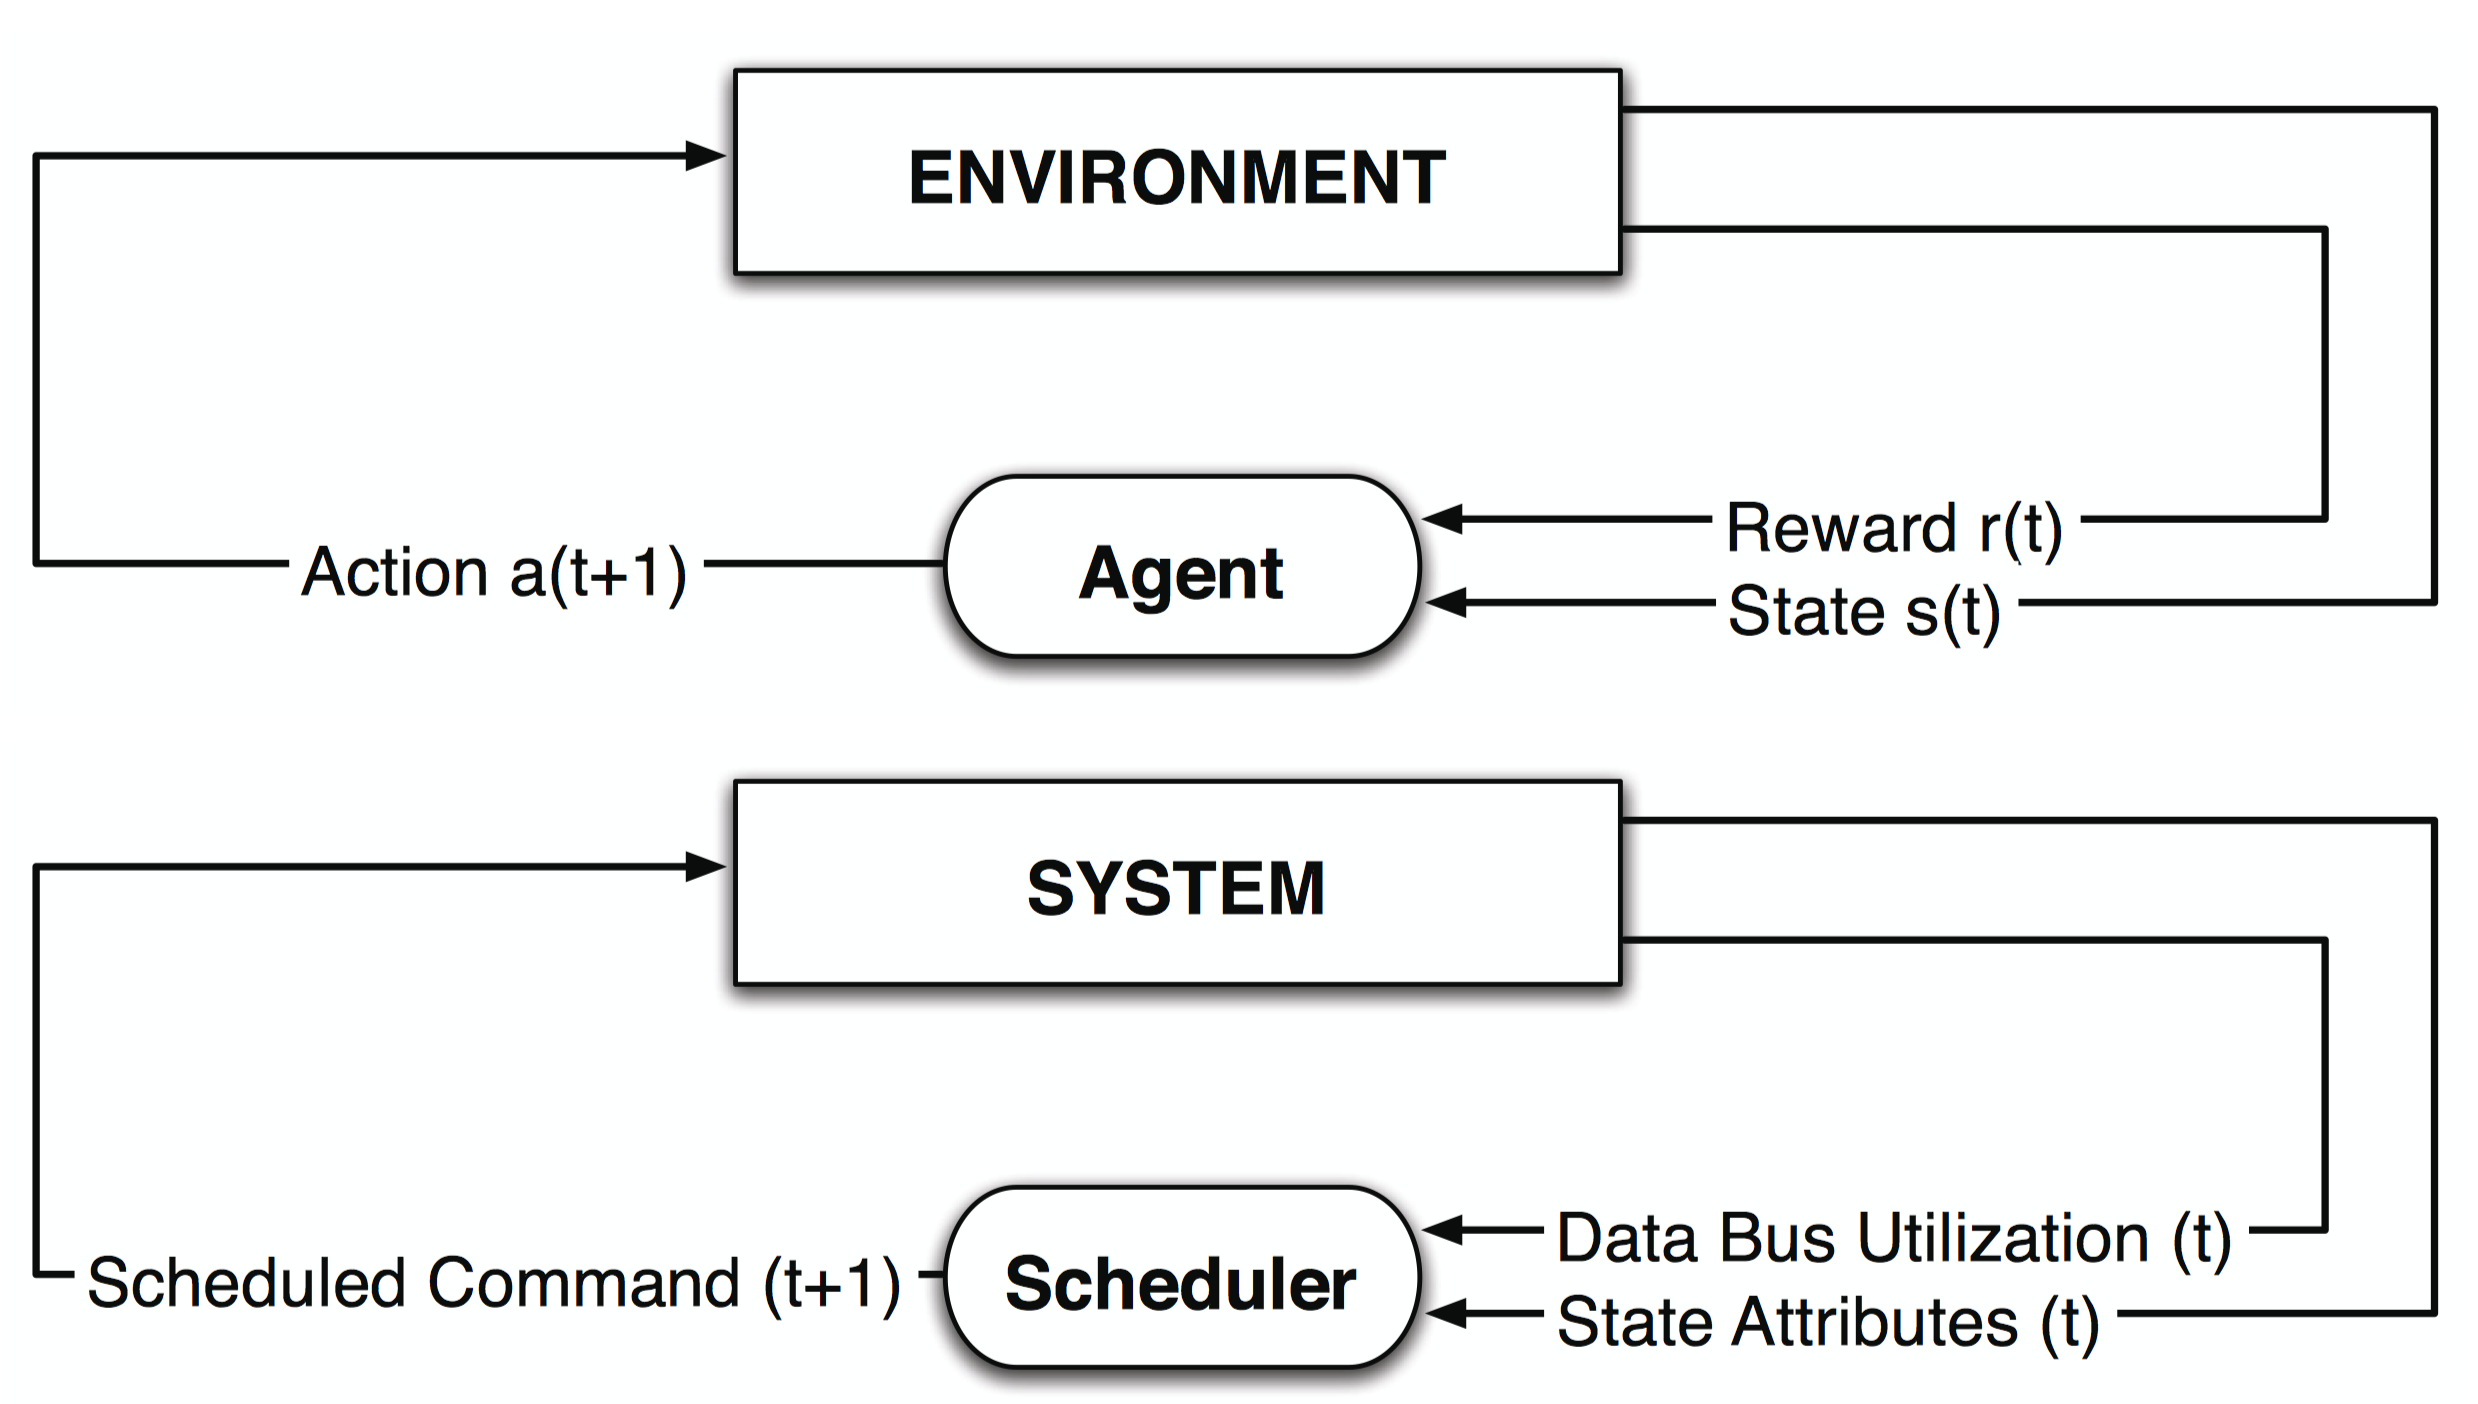 ENVIRONMENT
Reward r(t)
Action a(t+1)
Agent
State s(t)
SYSTEM
Data Bus Utilization (t)
Scheduled Command (t+1)
Scheduler
State Attributes (t)